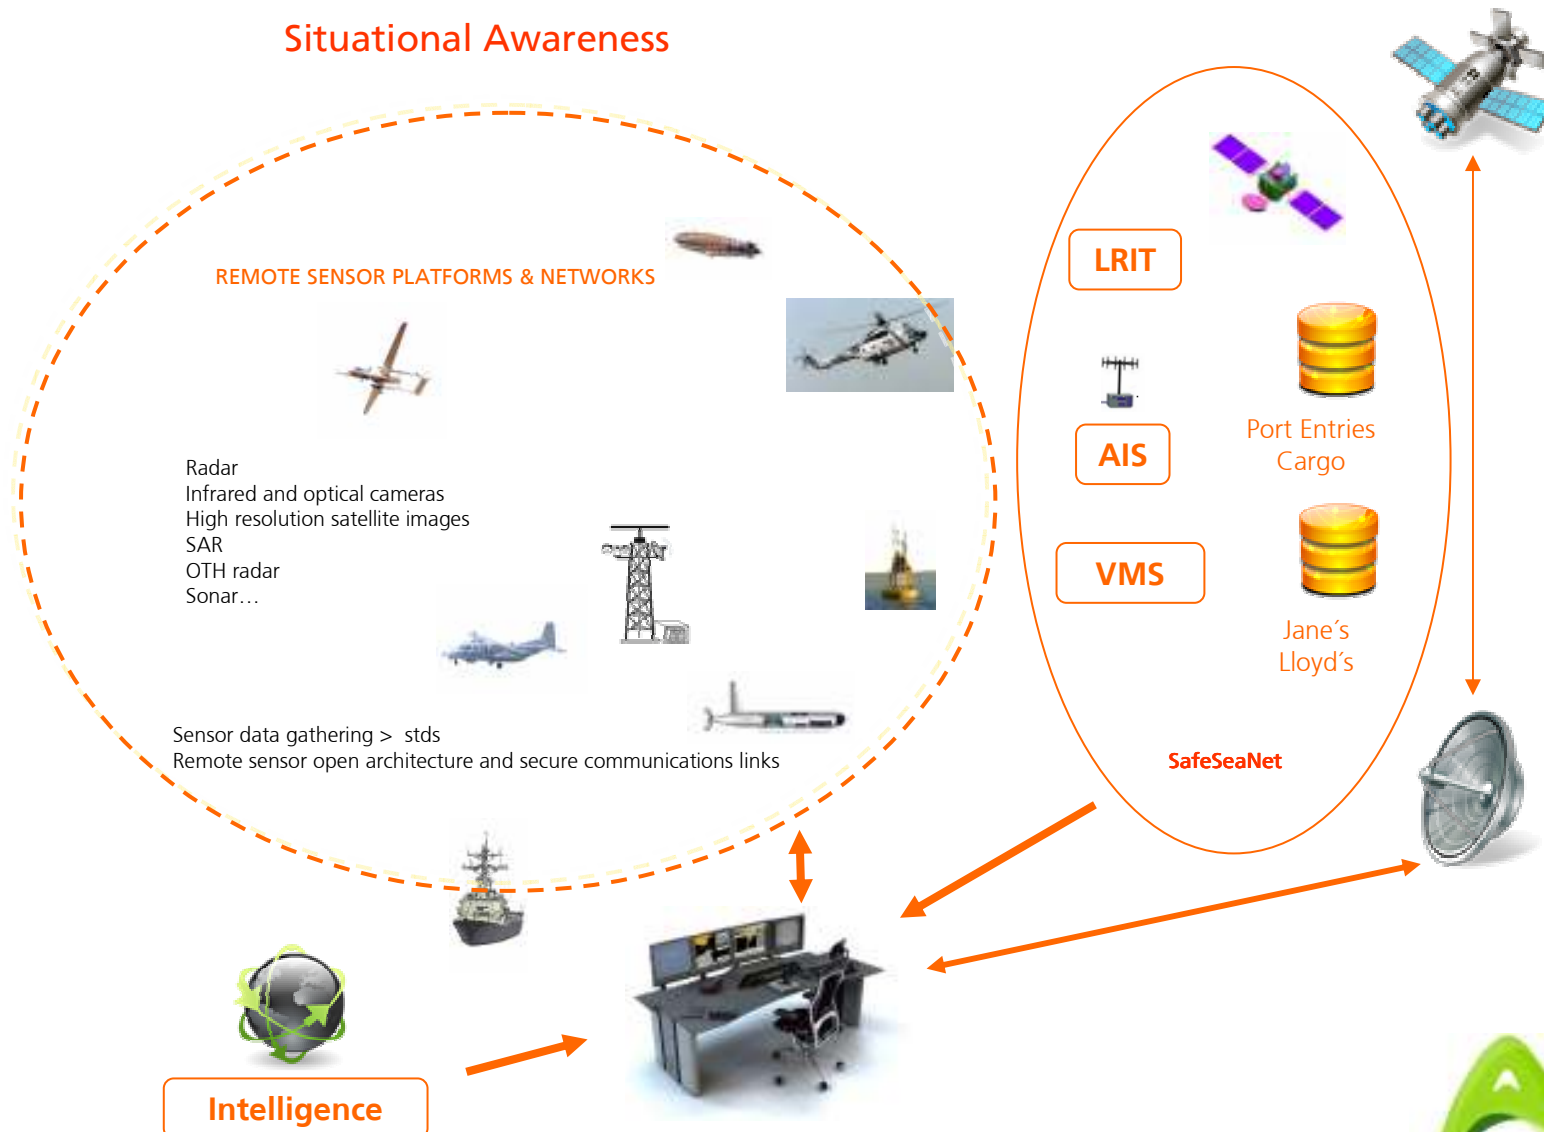 Situational Awareness
REMOTE SENSOR PLATFORMS & NETWORKS
Radar
Infrared and optical cameras
High resolution satellite images
SAR
OTH radar
Sonar…
Sensor data gathering > stds
Remote sensor open architecture and secure communications links
LRIT
AIS
VMS
Port Entries
Cargo
Jane´s
Lloyd´s
SafeSeaNet
Intelligence